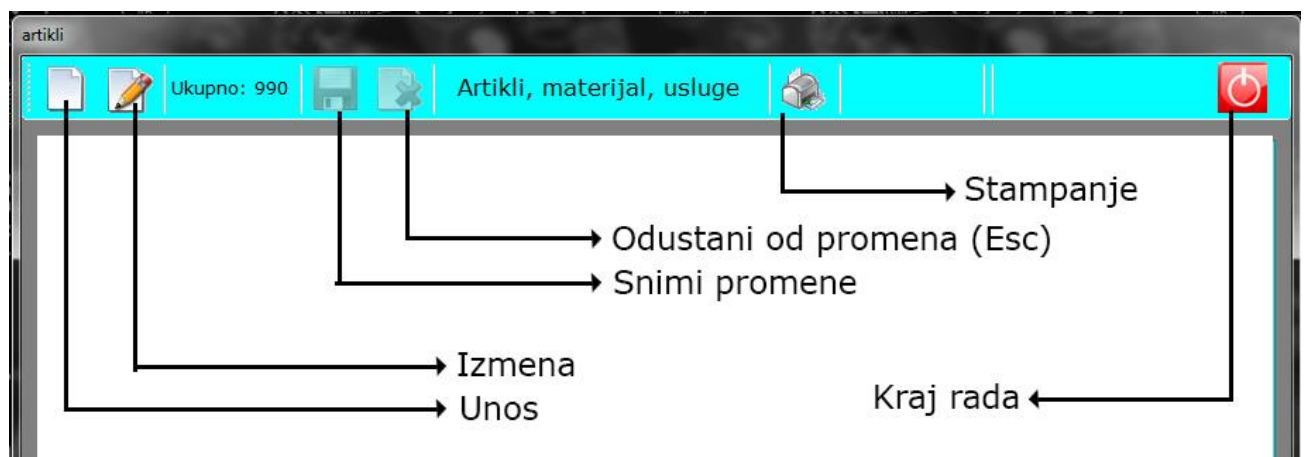 artikli
Ukupno: 990
Artikli, materijal, usluge
Stampanje
Odustani od promena (Esc)
Snimi promene
Izmena
Kraj rada
Unos